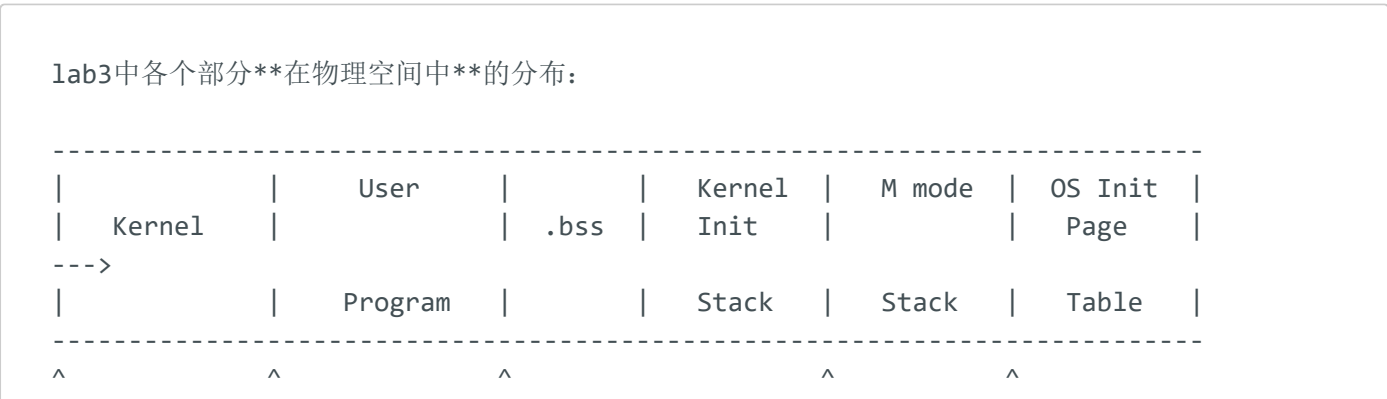 lab3中各个部分**在物理空间中**的分布：
---------------------------------------------------------------------------
|             |     User     |        |   Kernel  |   M mode  |  OS Init  |
|   Kernel    |              |  .bss  |   Init    |           |   Page    |
--->
|             |    Program   |        |   Stack   |   Stack   |   Table   |
---------------------------------------------------------------------------
^             ^              ^                    ^           ^